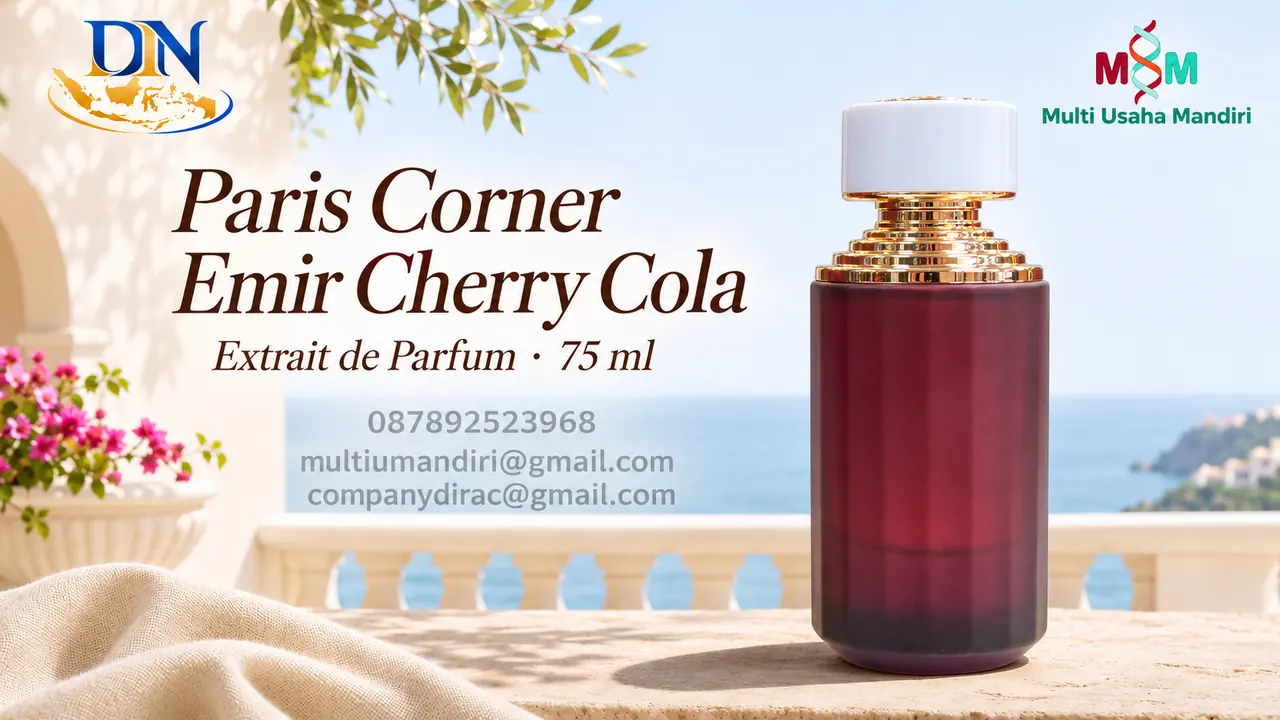 DIN
MSM
Multi Usaha Mandiri
Paris Corner
Emir Cherry Cola
Extrait de Parfum · 75 ml
087892523968
multiumandiri@gmail.com
companydirac@gmail.com